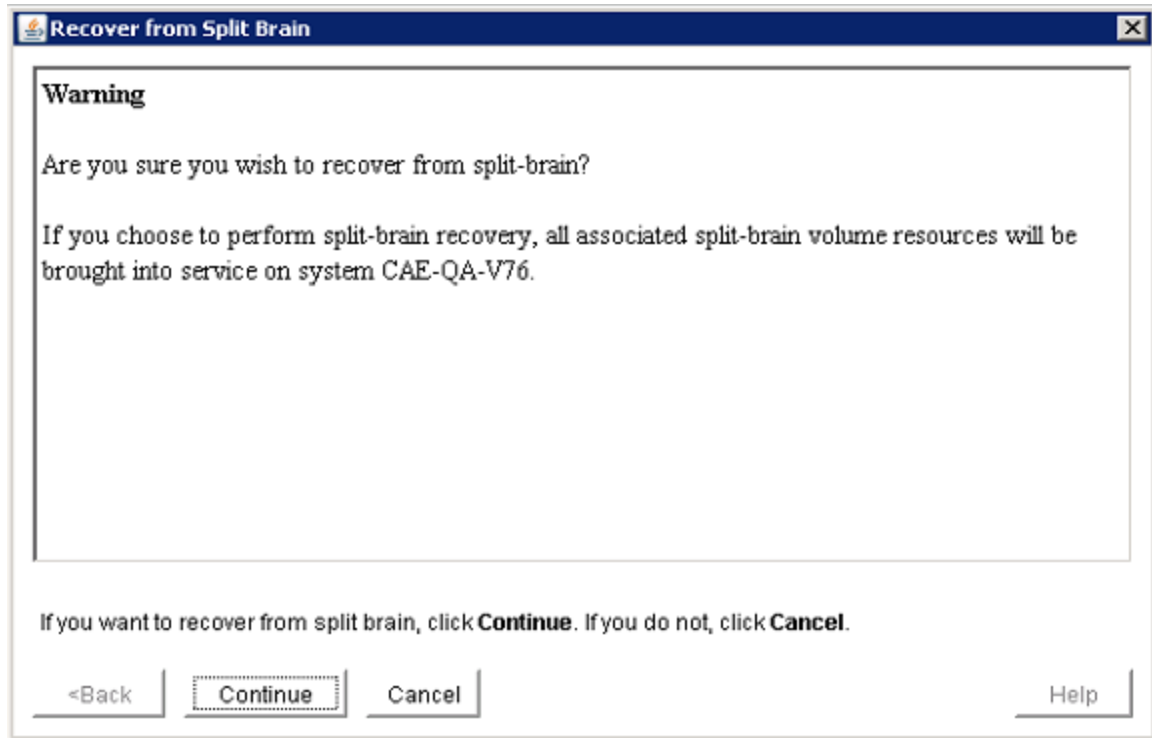 Recover from Split Brain
Warning
Are you sure you wish to recover from split-brain?
If you choose to perform split-brain recovery, all associated split-brain volume resources will be
brought into service on system CAE-QA-V76.
If you want to recover from split brain, click Continue. If you do not, click Cancel.
<Back
Continue
Cancel
Help